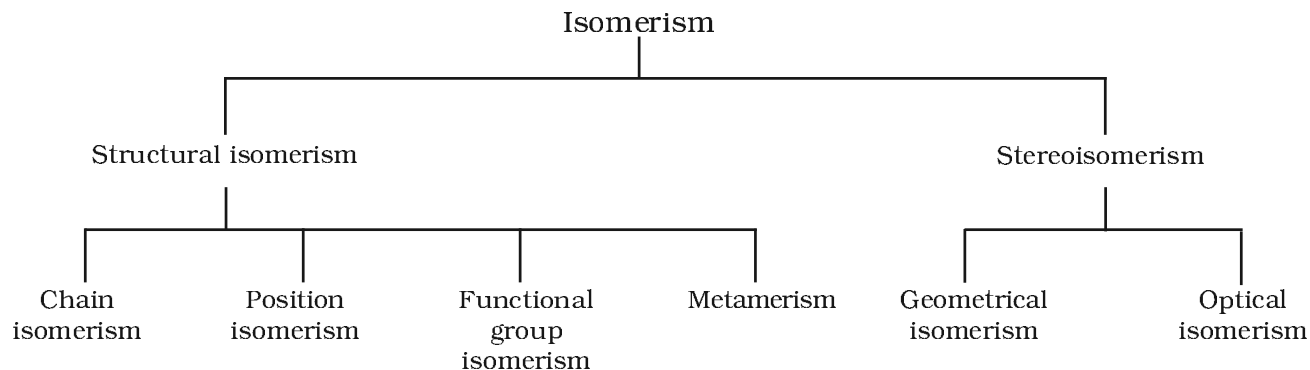 Isomerism
Structural isomerism
Stereoisomerism
Chain
isomerism
Position
isomerism
Functional
group
isomerism
Metamerism
Geometrical
isomerism
Optical
isomerism